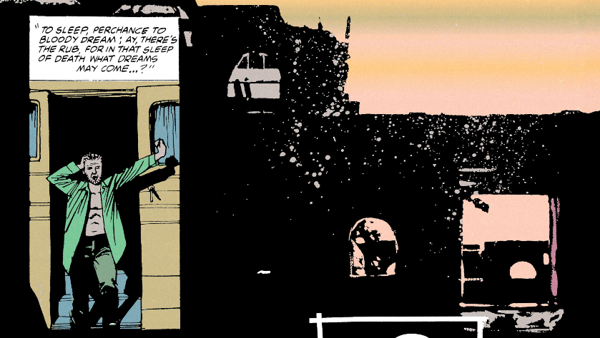 "TO SLEEP, PERCHANCE TO
BLOODY DREAM; AY, THERE'S
THE RUB, FOR IN THAT SLEEP
OF DEATH WHAT DREAMS
MAY COME...?"